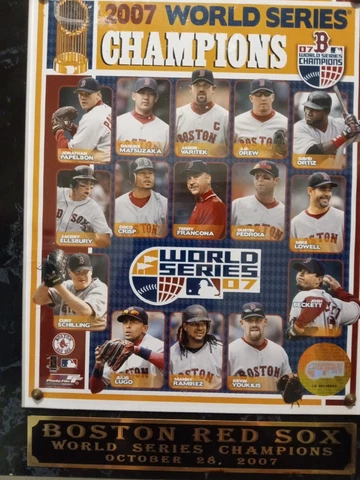 2007 WORLD SERIES
CHAMPIONS
B
07
WORLD SERIES
CHAMPIONS
JONATHAN
PAPELBON
DAISUKE
MATSUZAKA
JASON
VARITEK
J.D.
DREW
DAVID
ORTIZ
JACOBY
ELLSBURY
COCO
CRISP
TERRY
FRANCONA
DUSTIN
PEDROIA
MIKE
LOWELL
CURT
SCHILLING
WORLD
SERIES
07
JOSH
BECKETT
JULIO
LUGO
MANNY
RAMIREZ
KEVIN
YOUKILIS
BOSTON RED SOX
WORLD SERIES CHAMPIONS
OCTOBER 28, 2007